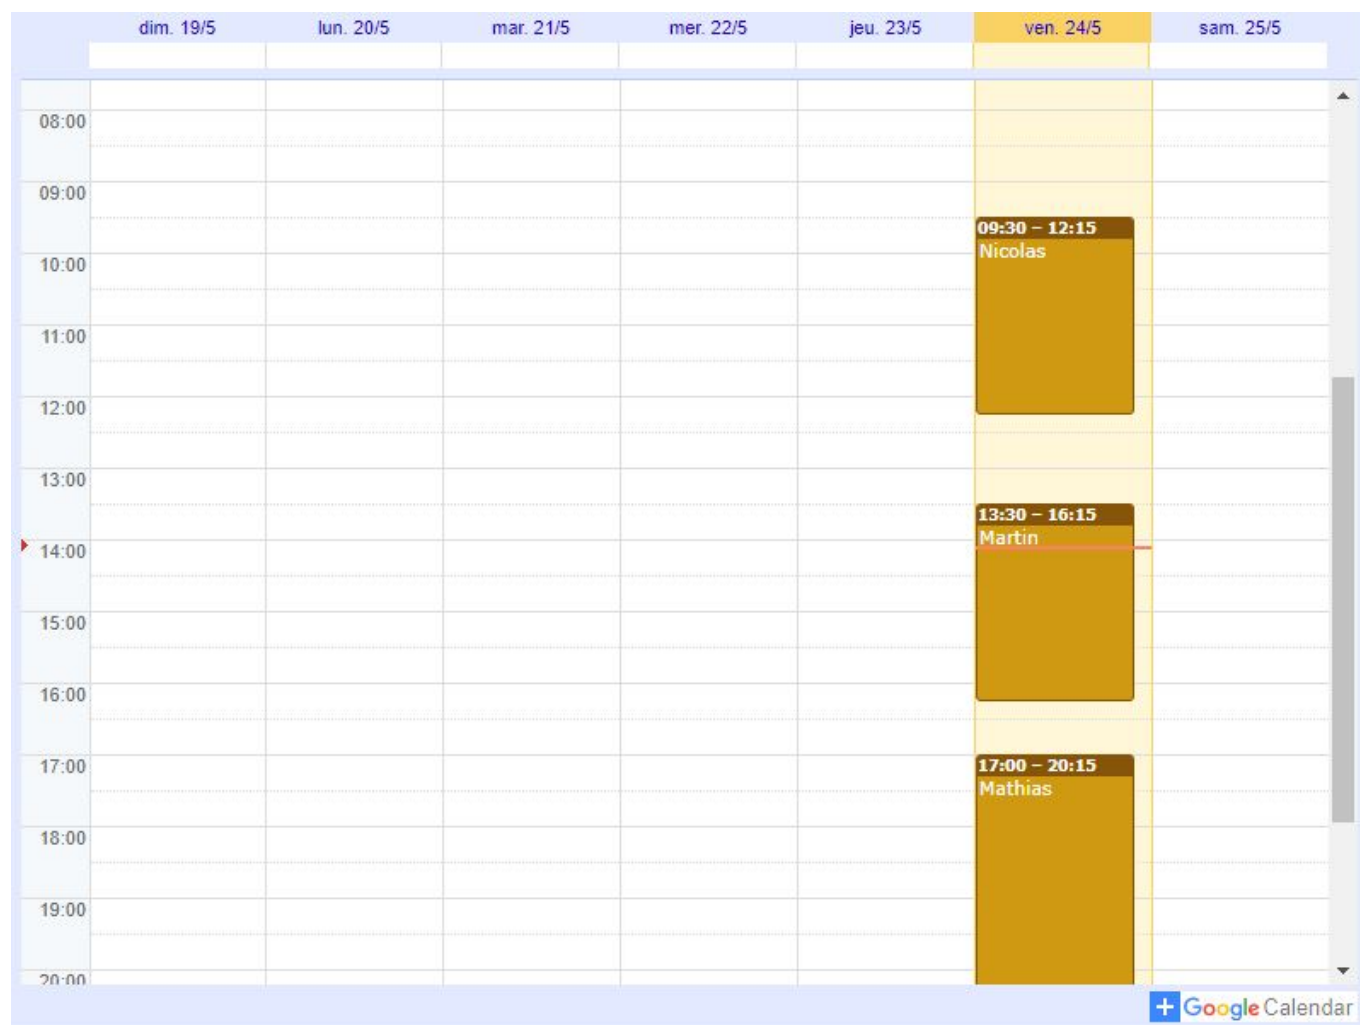 dim. 19/5 lun. 20/5 mar. 21/5 mer. 22/5 jeu. 23/5 ven. 24/5 sam. 25/5
08:00
09:00
09:30 – 12:15
Nicolas
10:00
11:00
12:00
13:00
13:30 – 16:15
Martin
14:00
15:00
16:00
17:00
17:00 – 20:15
Mathias
18:00
19:00
20:00
+ Google Calendar